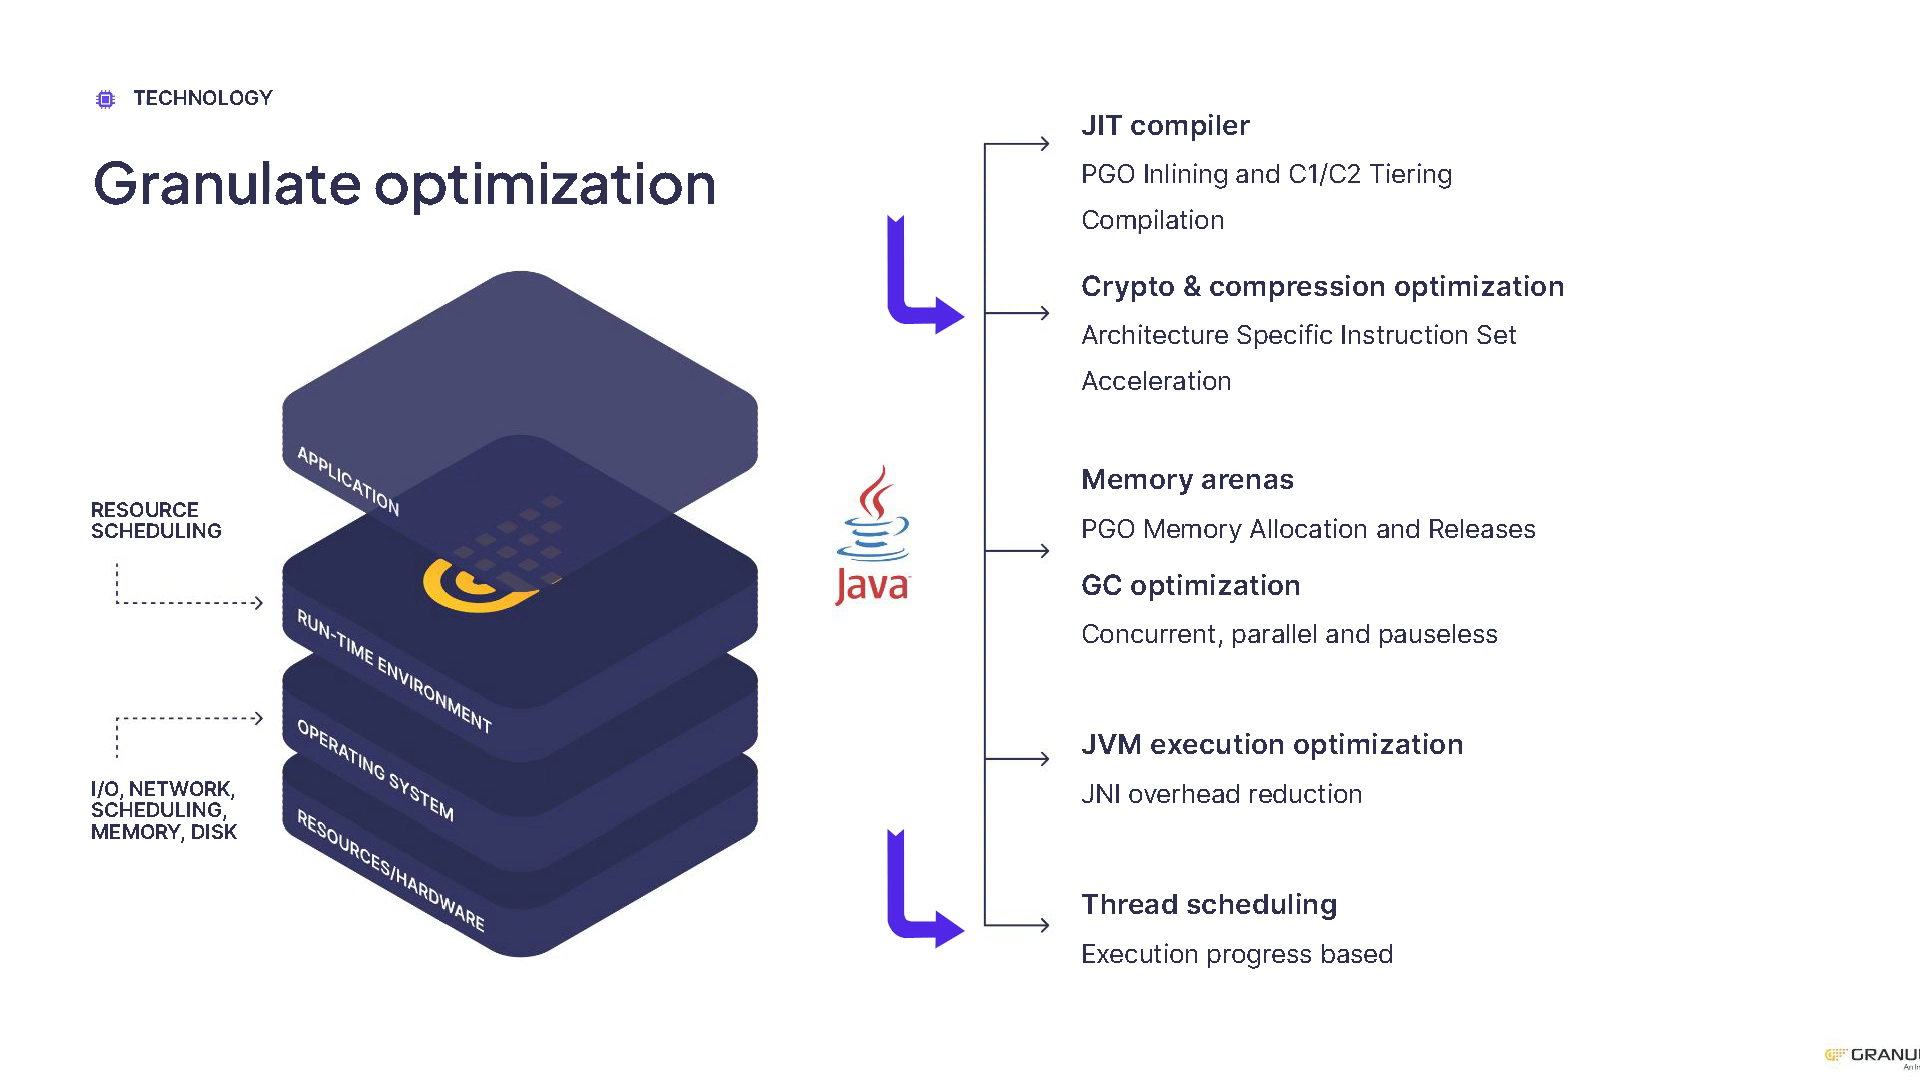 TECHNOLOGY
Granulate optimization
APPLICATION
RUN-TIME ENVIRONMENT
OPERATING SYSTEM
RESOURCES/HARDWARE
RESOURCE
SCHEDULING
I/O, NETWORK,
SCHEDULING,
MEMORY, DISK
Java
JIT compiler
PGO Inlining and C1/C2 Tiering
Compilation
Crypto & compression optimization
Architecture Specific Instruction Set
Acceleration
Memory arenas
PGO Memory Allocation and Releases
GC optimization
Concurrent, parallel and pauseless
JVM execution optimization
JNI overhead reduction
Thread scheduling
Execution progress based